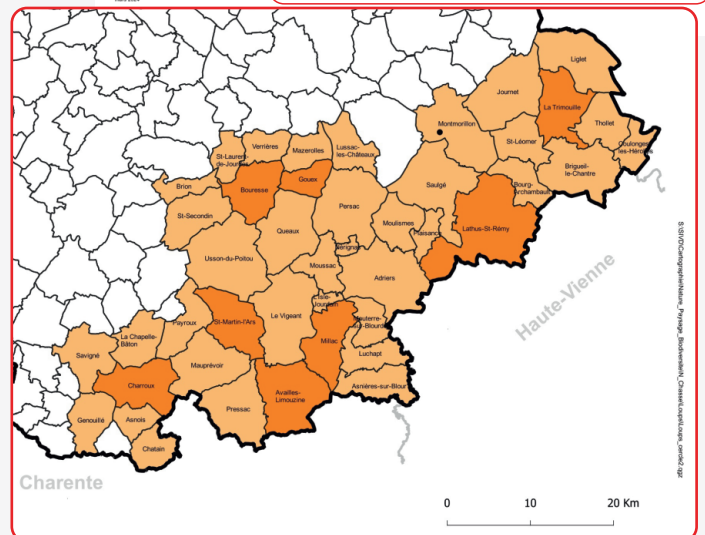 Liglet
Journet
La Trimouille
Montmorillon
Thollet
Coulonges-
les-Hérolles
St-Léomer
Brigueil-
le-Chantre
Verrières
Mazerolles
Lussac-
les-Châteaux
St-Laurent-
de-Jourdes
Gouex
Brion
Bouresse
Saulgé
Bourg-
Archambault
Persac
St-Secondin
Queaux
Moulismes
Plaisance
Lathus-St-Rémy
Nérignac
Usson-du-Poitou
Moussac
Adriers
L'Isle-
Jourdain
Le Vigeant
Payroux
St-Martin-l'Ars
Mauterre-
sur-Blourde
La Chapelle-
Bâton
Millac
Savigné
Luchapt
Mauprévoir
Charroux
Asnières-sur-Blour
Availles-
Limouzine
Pressac
Genouillé
Asnois
Chatain
Haute-Vienne
Charente
0 10 20 Km